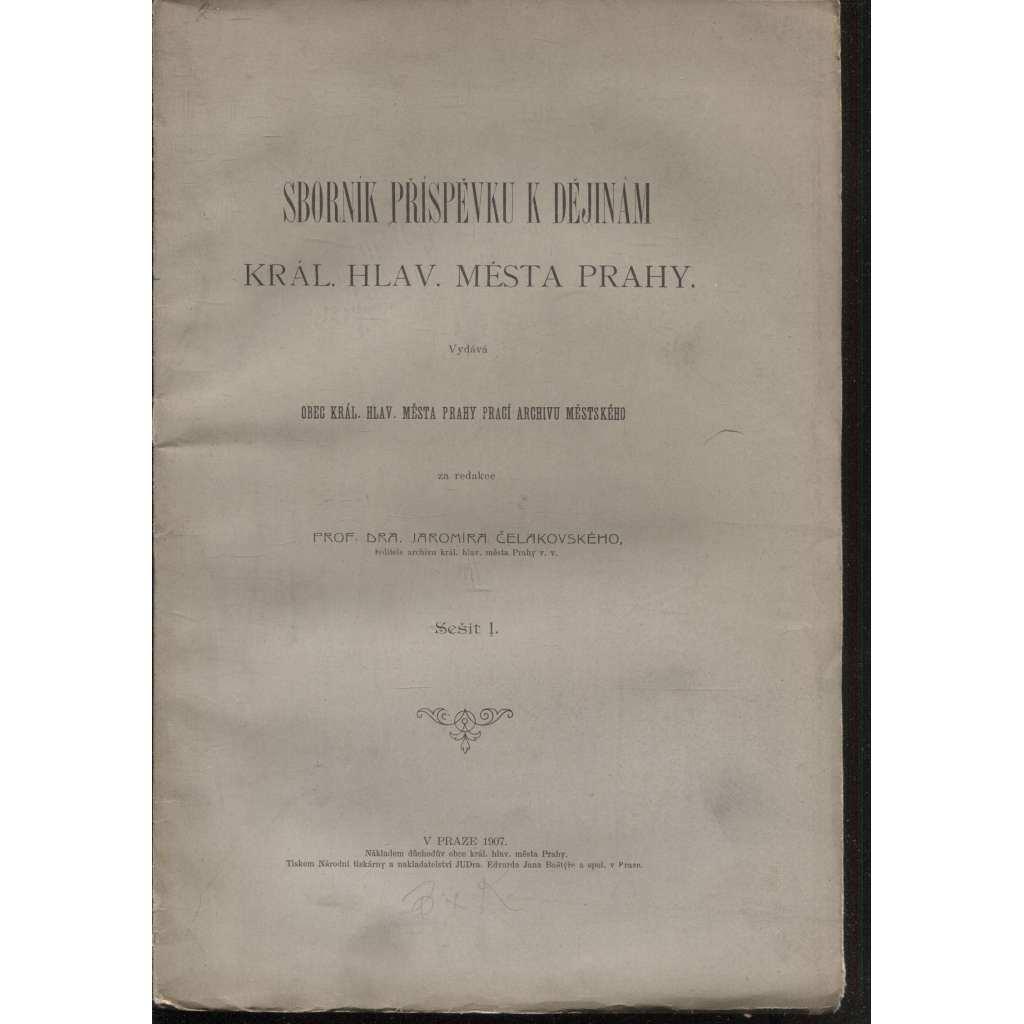 SBORNÍK PŘÍSPĚVKU K DĚJINÁM
KRÁL. HLAV. MĚSTA PRAHY.
Vydává
OBEC KRÁL. HLAV. MĚSTA PRAHY PRACÍ ARCHIVU MĚSTSKÉHO
za redakce
PROF. DRA. JAROMÍRA ČELAKOVSKÉHO,
ředitele archivu král. hlav. města Prahy v. v.
Sešit I.
V PRAZE 1907.
Nákladem důchodův obce král. hlav. města Prahy.
Tiskem Národní tiskárny a nakladatelství JUDra. Edvarda Jana Baštýře a spol. v Praze.